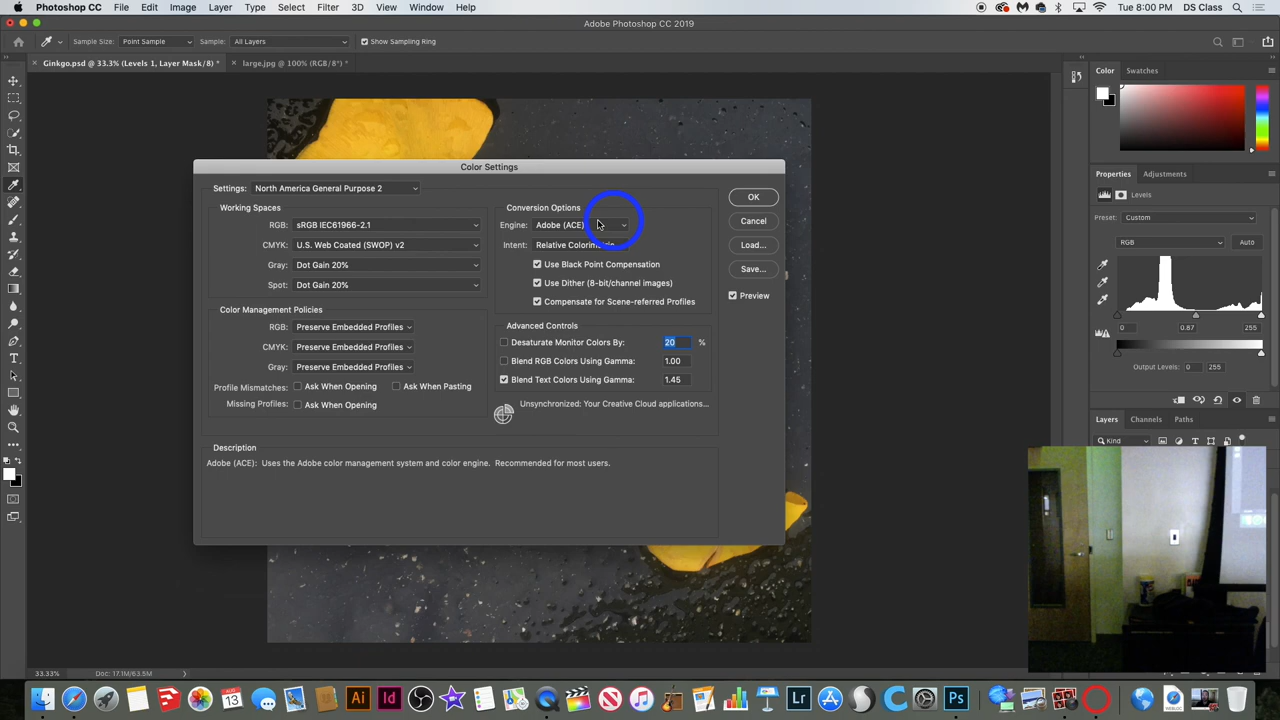 Photoshop CC File Edit Image Layer Type Select Filter 3D View Window Help Tue 8:00 PM DS Class
Adobe Photoshop CC 2019
Sample Size: Point Sample Sample: All Layers Show Sampling Ring
Ginkgo.psd @ 33.3% (Levels 1, Layer Mask/8) * large.jpg @ 100% (RGB/8*)
Color Swatches
Color Settings
Settings: North America General Purpose 2
Working Spaces
RGB: sRGB IEC61966-2.1
CMYK: U.S. Web Coated (SWOP) v2
Gray: Dot Gain 20%
Spot: Dot Gain 20%
Color Management Policies
RGB: Preserve Embedded Profiles
CMYK: Preserve Embedded Profiles
Gray: Preserve Embedded Profiles
Profile Mismatches: Ask When Opening Ask When Pasting
Missing Profiles: Ask When Opening
Conversion Options
Engine: Adobe (ACE)
Intent: Relative Colorimetric
Use Black Point Compensation
Use Dither (8-bit/channel images)
Compensate for Scene-referred Profiles
Advanced Controls
Desaturate Monitor Colors By: 20 %
Blend RGB Colors Using Gamma: 1.00
Blend Text Colors Using Gamma: 1.45
Unsynchronized: Your Creative Cloud applications...
OK
Cancel
Load...
Save...
Preview
Description
Adobe (ACE): Uses the Adobe color management system and color engine. Recommended for most users.
Properties Adjustments
Levels
Preset: Custom
RGB Auto
0 0.87 255
Output Levels: 0 255
Layers Channels Paths
Kind
33.33% Doc: 17.1M/63.5M
AUG
13
Ai
Id
Lr
Ps